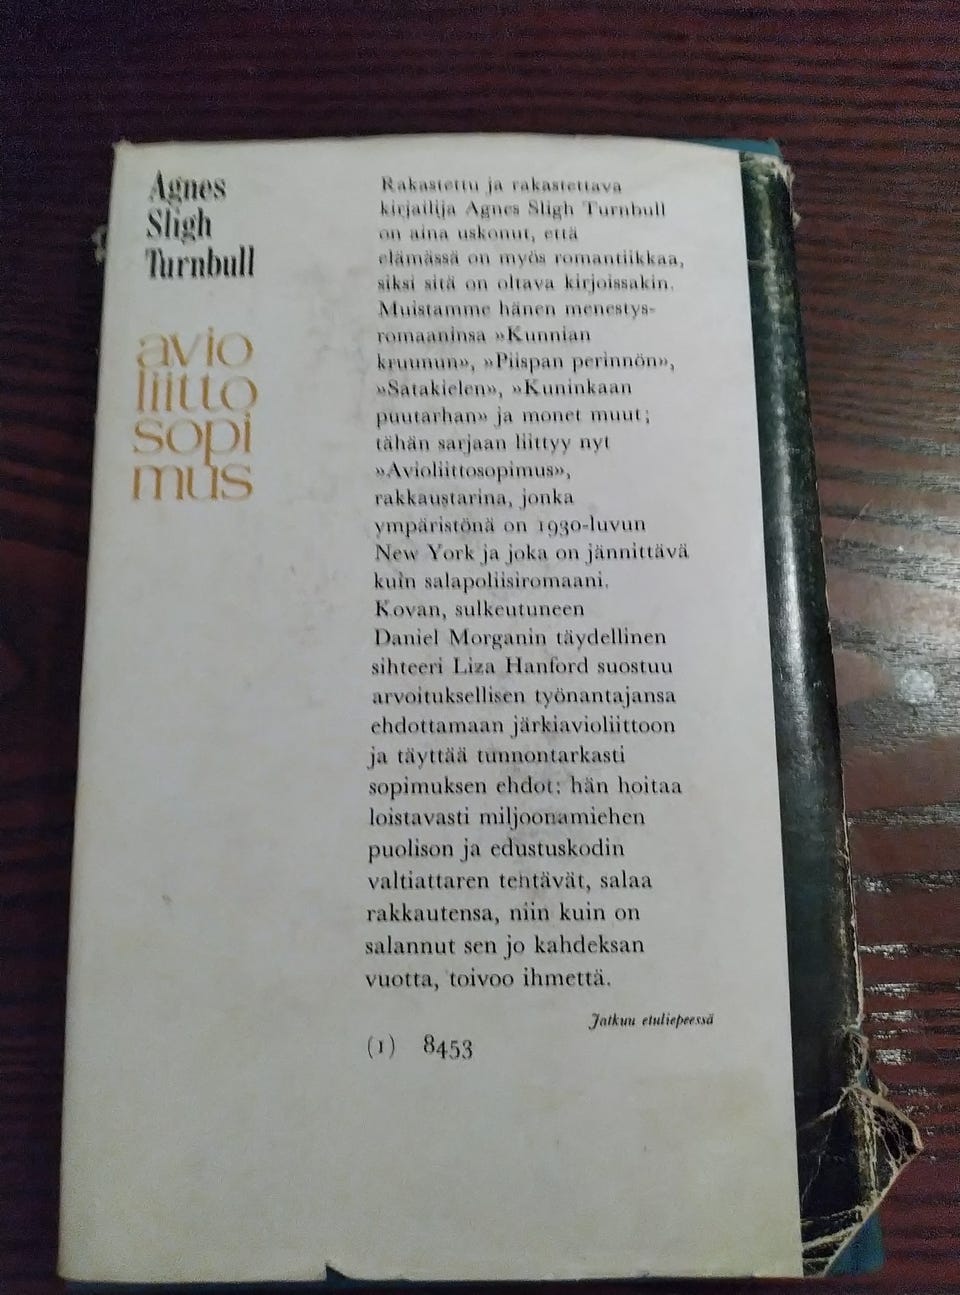 Agnes
Sligh
Turnbull
avio
liitto
sopi
mus
Rakastettu ja rakastettava
kirjailija Agnes Sligh Turnbull
on aina uskonut, että
elämässä on myös romantiikkaa,
siksi sitä on oltava kirjoissakin.
Muistamme hänen menestys-
romaaninsa »Kunnian
kruunun», »Piispan perinnön»,
»Satakielen», »Kuninkaan
puutarhan» ja monet muut;
tähän sarjaan liittyy nyt
»Avioliittosopimus»,
rakkaustarina, jonka
ympäristönä on 1930-luvun
New York ja joka on jännittävä
kuin salapoliisiromaani.
Kovan, sulkeutuneen
Daniel Morganin täydellinen
sihteeri Liza Hanford suostuu
arvoituksellisen työnantajansa
ehdottamaan järkiavioliittoon
ja täyttää tunnontarkasti
sopimuksen ehdot: hän hoitaa
loistavasti miljoonamiehen
puolison ja edustuskodin
valtiattaren tehtävät, salaa
rakkautensa, niin kuin on
salannut sen jo kahdeksan
vuotta, toivoo ihmettä.
Jatkuu etuliepeessä
(1) 8453